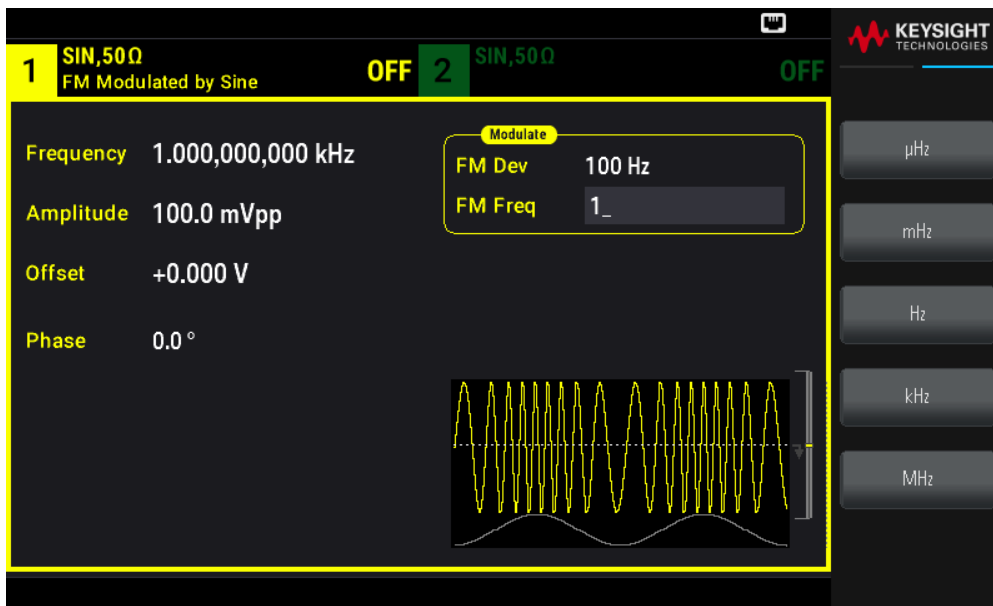 KEYSIGHT
TECHNOLOGIES
1 SIN,50Ω OFF 2 SIN,50Ω OFF
FM Modulated by Sine
Modulate
Frequency 1.000,000,000 kHz
FM Dev 100 Hz
Amplitude 100.0 mVpp
FM Freq 1_
Offset +0.000 V
Phase 0.0 °
µHz
mHz
Hz
kHz
MHz